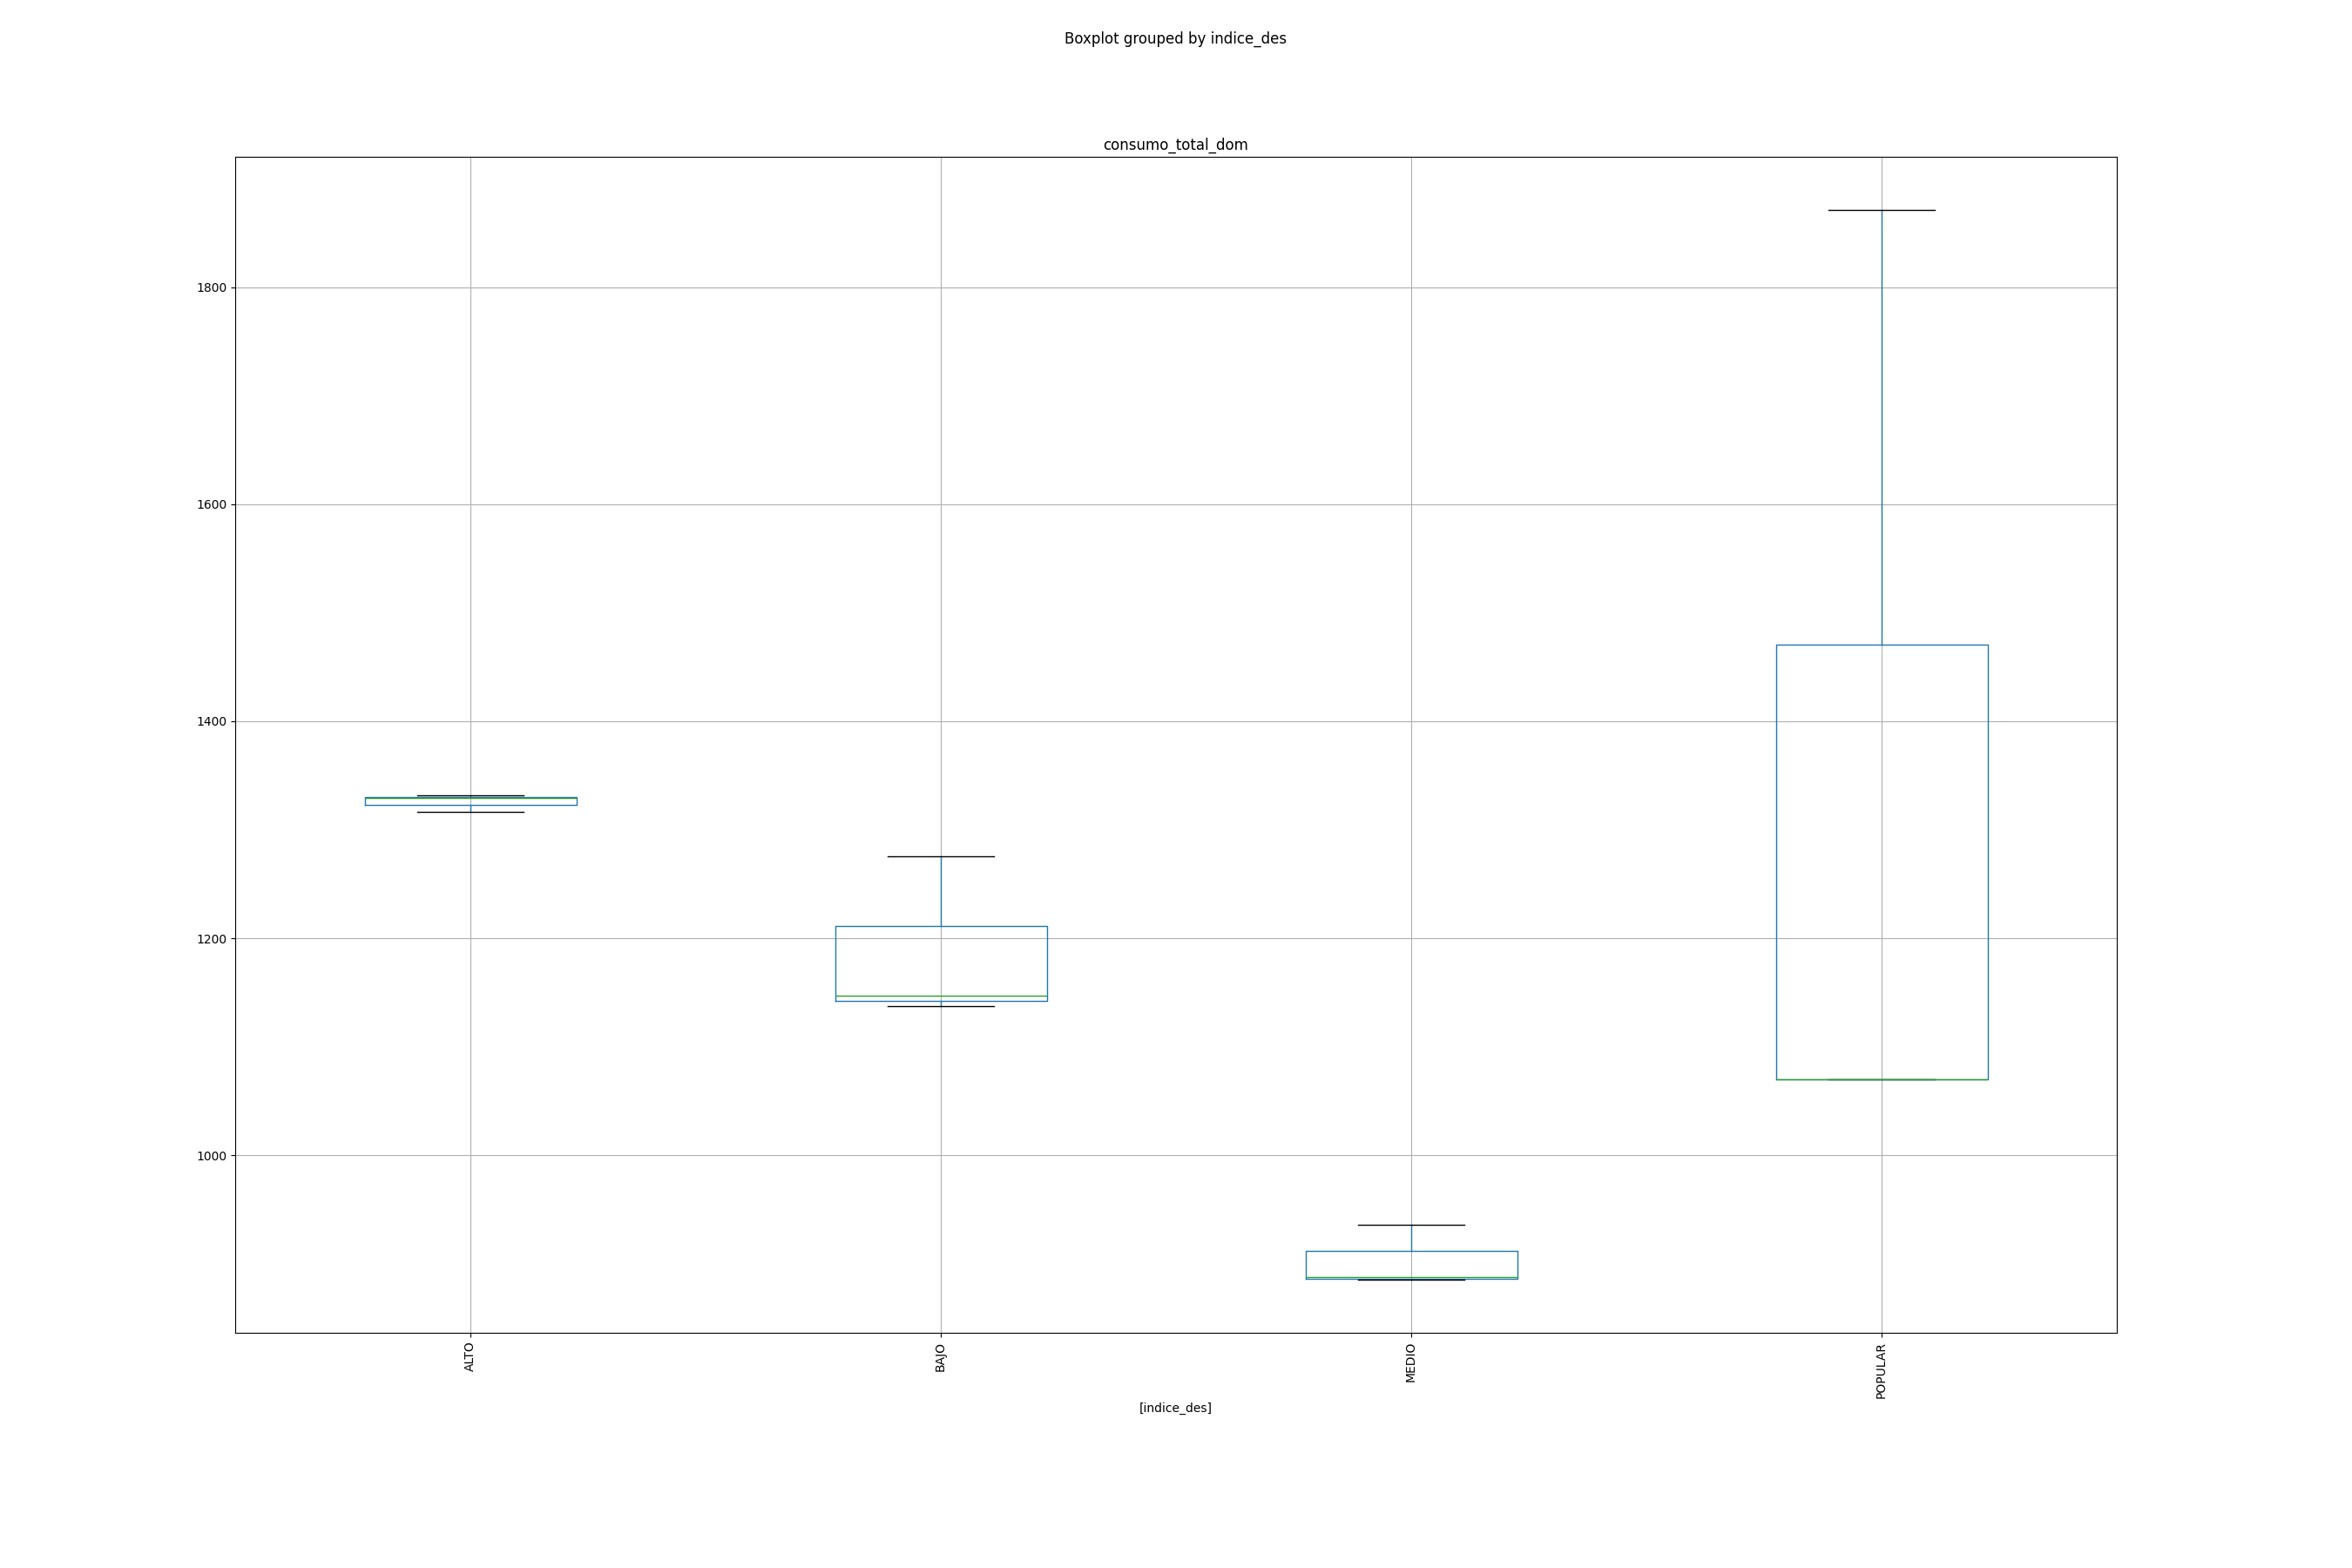 Boxplot grouped by indice_des
consumo_total_dom
1800
1600
1400
1200
1000
ALTO
BAJO
MEDIO
POPULAR
[indice_des]